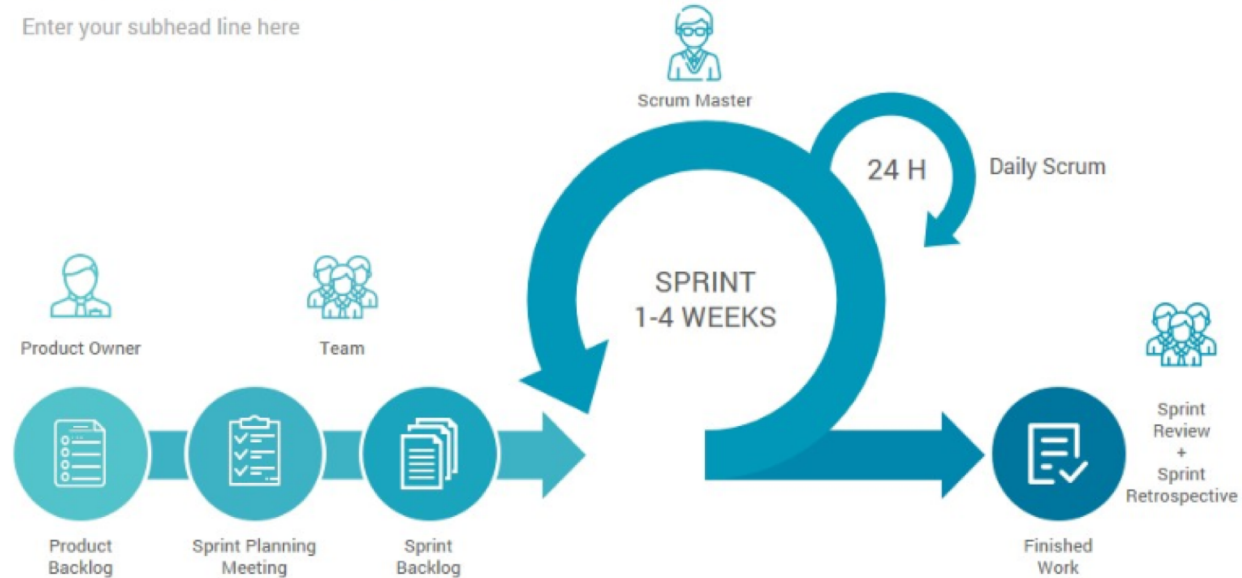 Enter your subhead line here
Scrum Master
24 H
Daily Scrum
SPRINT
1-4 WEEKS
Product Owner
Team
Product
Backlog
Sprint Planning
Meeting
Sprint
Backlog
Finished
Work
Sprint
Review
+
Sprint
Retrospective